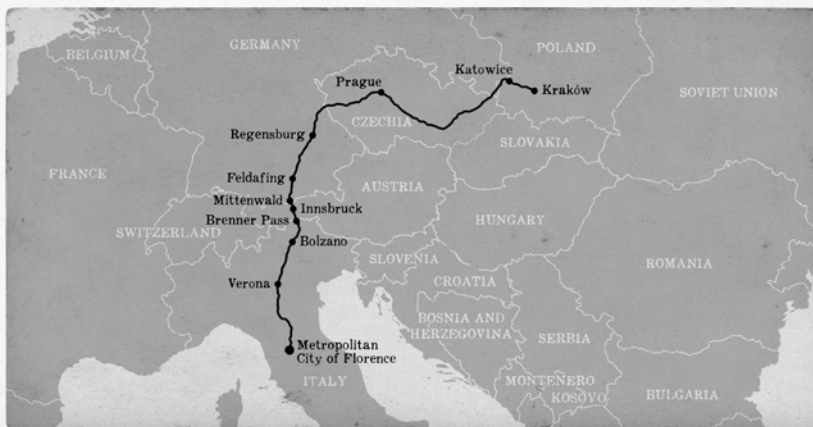 BELGIUM
GERMANY
POLAND
Prague
Katowice
Kraków
SOVIET UNION
CZECHIA
Regensburg
SLOVAKIA
FRANCE
Feldafing
AUSTRIA
Mittenwald
Innsbruck
Brenner Pass
HUNGARY
SWITZERLAND
Bolzano
SLOVENIA
ROMANIA
Verona
CROATIA
BOSNIA AND
HERZEGOVINA
SERBIA
Metropolitan
City of Florence
ITALY
MONTENERO
KOSOVO
BULGARIA